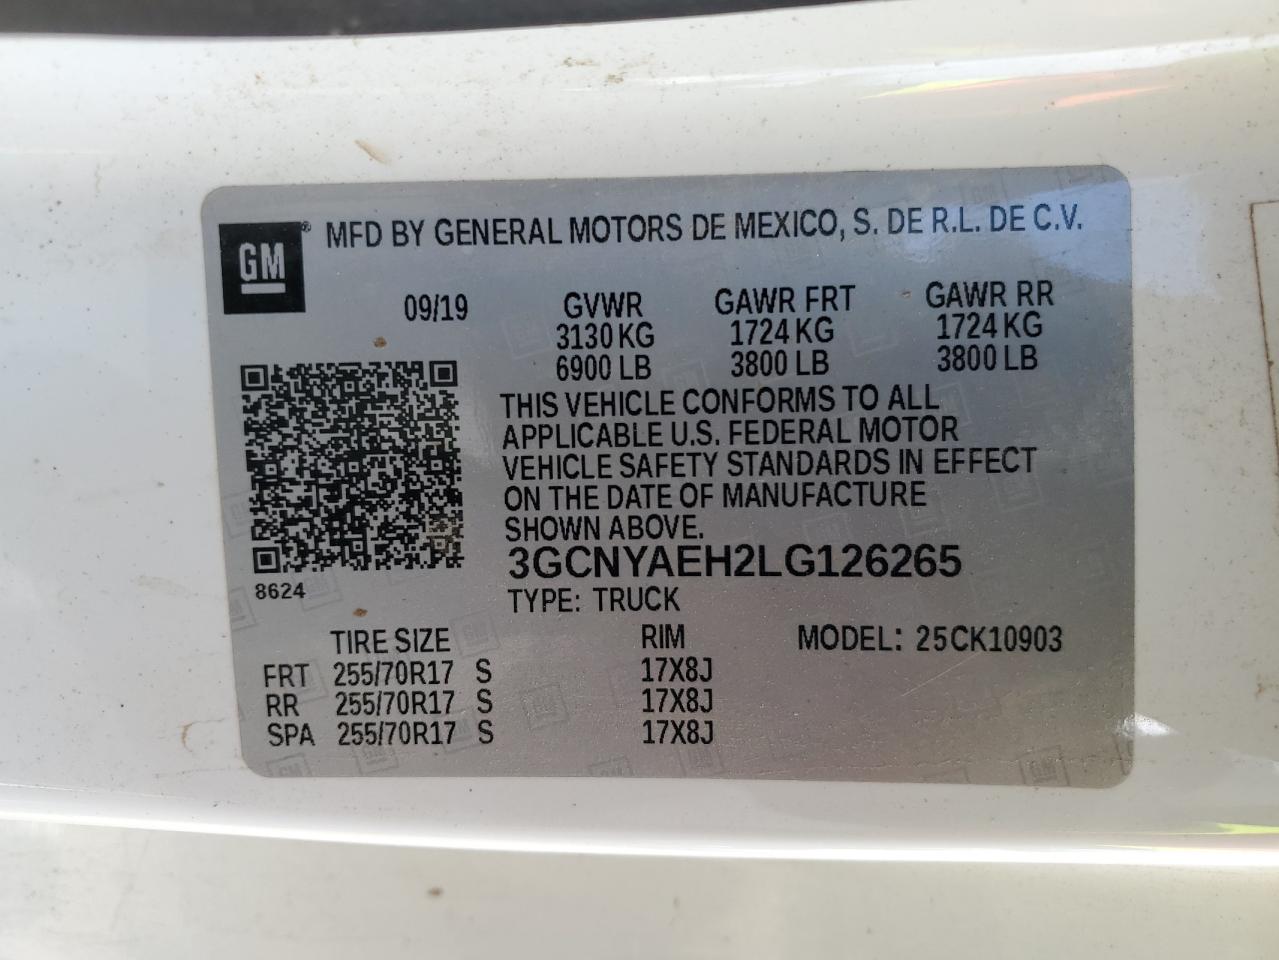 GM® MFD BY GENERAL MOTORS DE MEXICO, S. DE R.L. DE C.V.
09/19 GVWR GAWR FRT GAWR RR
3130 KG 1724 KG 1724 KG
6900 LB 3800 LB 3800 LB
THIS VEHICLE CONFORMS TO ALL
APPLICABLE U.S. FEDERAL MOTOR
VEHICLE SAFETY STANDARDS IN EFFECT
ON THE DATE OF MANUFACTURE
SHOWN ABOVE.
3GCNYAEH2LG126265
8624
TYPE: TRUCK
TIRE SIZE RIM MODEL: 25CK10903
FRT 255/70R17 S 17X8J
RR 255/70R17 S 17X8J
SPA 255/70R17 S 17X8J